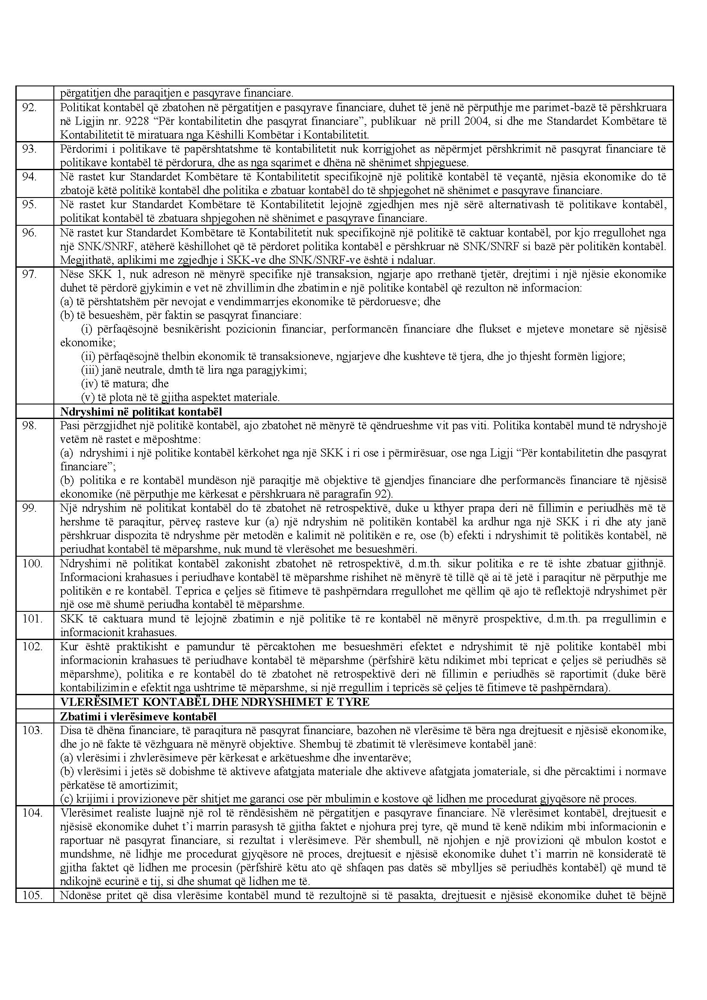 përgatitjen dhe paraqitjen e pasqyrave financiare.
92. Politikat kontabël që zbatohen në përgatitjen e pasqyrave financiare, duhet të jenë në përputhje me parimet-bazë të përshkruara
në Ligjin nr. 9228 “Për kontabilitetin dhe pasqyrat financiare”, publikuar në prill 2004, si dhe me Standardet Kombëtare të
Kontabilitetit të miratuara nga Këshilli Kombëtar i Kontabilitetit.
93. Përdorimi i politikave të papërshtatshme të kontabilitetit nuk korrigjohet as nëpërmjet përshkrimit në pasqyrat financiare të
politikave kontabël të përdorura, dhe as nga sqarimet e dhëna në shënimet shpjeguese.
94. Në rastet kur Standardet Kombëtare të Kontabilitetit specifikojnë një politikë kontabël të veçantë, njësia ekonomike do të
zbatojë këtë politikë kontabël dhe politika e zbatuar kontabël do të shpjegohet në shënimet e pasqyrave financiare.
95. Në rastet kur Standardet Kombëtare të Kontabilitetit lejojnë zgjedhjen mes një sërë alternativash të politikave kontabël,
politikat kontabël të zbatuara shpjegohen në shënimet e pasqyrave financiare.
96. Në rastet kur Standardet Kombëtare të Kontabilitetit nuk specifikojnë një politikë të caktuar kontabël, por kjo rregullohet nga
një SNK/SNRF, atëherë këshillohet që të përdoret politika kontabël e përshkruar në SNK/SNRF si bazë për politikën kontabël.
Megjithatë, aplikimi me zgjedhje i SKK-ve dhe SNK/SNRF-ve është i ndaluar.
97. Nëse SKK 1, nuk adreson në mënyrë specifike një transaksion, ngjarje apo rrethanë tjetër, drejtimi i një njësie ekonomike
duhet të përdorë gjykimin e vet në zhvillimin dhe zbatimin e një politike kontabël që rezulton në informacion:
(a) të përshtatshëm për nevojat e vendimmarrjes ekonomike të përdoruesve; dhe
(b) të besueshëm, për faktin se pasqyrat financiare:
(i) përfaqësojnë besnikërisht pozicionin financiar, performancën financiare dhe flukset e mjeteve monetare së njësisë
ekonomike;
(ii) përfaqësojnë thelbin ekonomik të transaksioneve, ngjarjeve dhe kushteve të tjera, dhe jo thjesht formën ligjore;
(iii) janë neutrale, dmth të lira nga paragjykimi;
(iv) të matura; dhe
(v) të plota në të gjitha aspektet materiale.
Ndryshimi në politikat kontabël
98. Pasi përzgjidhet një politikë kontabël, ajo zbatohet në mënyrë të qëndrueshme vit pas viti. Politika kontabël mund të ndryshojë
vetëm në rastet e mëposhtme:
(a) ndryshimi i një politike kontabël kërkohet nga një SKK i ri ose i përmirësuar, ose nga Ligji “Për kontabilitetin dhe pasqyrat
financiare”;
(b) politika e re kontabël mundëson një paraqitje më objektive të gjendjes financiare dhe performancës financiare të njësisë
ekonomike (në përputhje me kërkesat e përshkruara në paragrafin 92).
99. Një ndryshim në politikat kontabël do të zbatohet në retrospektivë, duke u kthyer prapa deri në fillimin e periudhës më të
hershme të paraqitur, përveç rasteve kur (a) një ndryshim në politikën kontabël ka ardhur nga një SKK i ri dhe aty janë
përshkruar dispozita të ndryshme për metodën e kalimit në politikën e re, ose (b) efekti i ndryshimit të politikës kontabël, në
periudhat kontabël të mëparshme, nuk mund të vlerësohet me besueshmëri.
100. Ndryshimi në politikat kontabël zakonisht zbatohet në retrospektivë, d.m.th. sikur politika e re të ishte zbatuar gjithnjë.
Informacioni krahasues i periudhave kontabël të mëparshme rishihet në mënyrë të tillë që ai të jetë i paraqitur në përputhje me
politikën e re kontabël. Teprica e çeljes së fitimeve të pashpërndara rregullohet me qëllim që ajo të reflektojë ndryshimet për
një ose më shumë periudha kontabël të mëparshme.
101. SKK të caktuara mund të lejojnë zbatimin e një politike të re kontabël në mënyrë prospektive, d.m.th. pa rregullimin e
informacionit krahasues.
102. Kur është praktikisht e pamundur të përcaktohen me besueshmëri efektet e ndryshimit të një politike kontabël mbi
informacionin krahasues të periudhave kontabël të mëparshme (përfshirë këtu ndikimet mbi tepricat e çeljes së periudhës së
mëparshme), politika e re kontabël do të zbatohet në retrospektivë deri në fillimin e periudhës së raportimit (duke bërë
kontabilizimin e efektit nga ushtrime të mëparshme, si një rregullim i tepricës së çeljes të fitimeve të pashpërndara).
VLERËSIMET KONTABËL DHE NDRYSHIMET E TYRE
Zbatimi i vlerësimeve kontabël
103. Disa të dhëna financiare, të paraqitura në pasqyrat financiare, bazohen në vlerësime të bëra nga drejtuesit e njësisë ekonomike,
dhe jo në fakte të vëzhguara në mënyrë objektive. Shembuj të zbatimit të vlerësimeve kontabël janë:
(a) vlerësimi i zhvlerësimeve për kërkesat e arkëtueshme dhe inventarëve;
(b) vlerësimi i jetës së dobishme të aktiveve afatgjata materiale dhe aktiveve afatgjata jomateriale, si dhe përcaktimi i normave
përkatëse të amortizimit;
(c) krijimi i provizioneve për shitjet me garanci ose për mbulimin e kostove që lidhen me procedurat gjyqësore në proces.
104. Vlerësimet realiste luajnë një rol të rëndësishëm në përgatitjen e pasqyrave financiare. Në vlerësimet kontabël, drejtuesit e
njësisë ekonomike duhet t’i marrin parasysh të gjitha faktet e njohura prej tyre, që mund të kenë ndikim mbi informacionin e
raportuar në pasqyrat financiare, si rezultat i vlerësimeve. Për shembull, në njohjen e një provizioni që mbulon kostot e
mundshme, në lidhje me procedurat gjyqësore në proces, drejtuesit e njësisë ekonomike duhet t’i marrin në konsideratë të
gjitha faktet që lidhen me procesin (përfshirë këtu ato që shfaqen pas datës së mbylljes së periudhës kontabël) që mund të
ndikojnë ecurinë e tij, si dhe shumat që lidhen me të.
105. Ndonëse pritet që disa vlerësime kontabël mund të rezultojnë si të pasakta, drejtuesit e njësisë ekonomike duhet të bëjnë